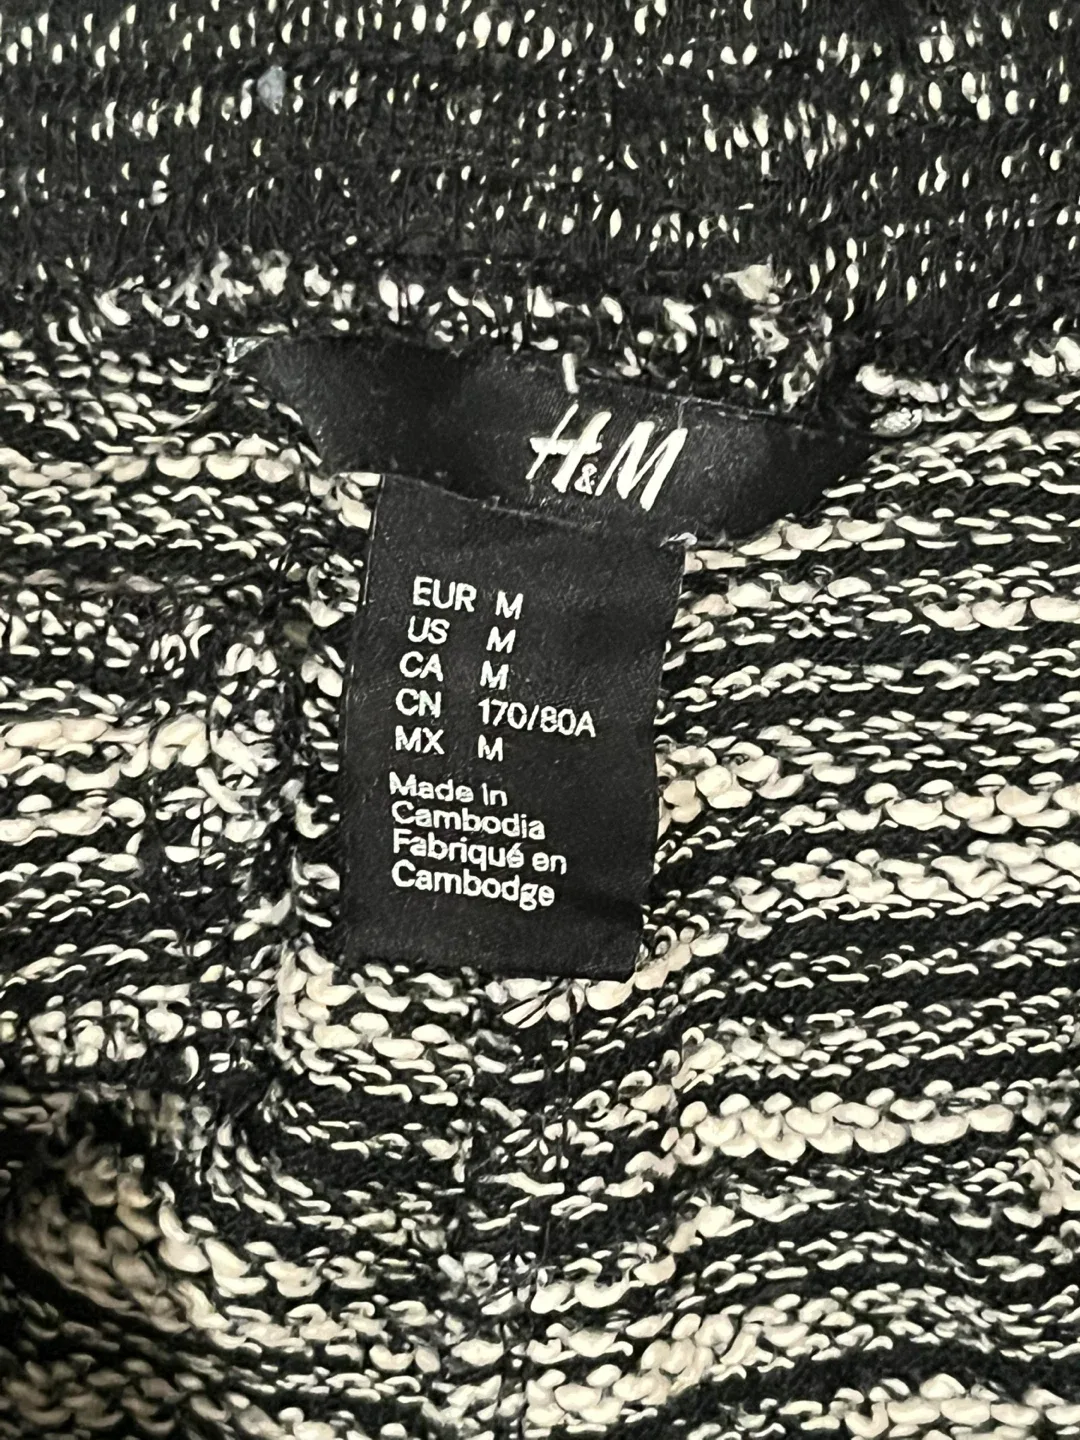 H&M
EUR M
US M
CA M
CN 170/80A
MX M
Made in
Cambodia
Fabriqué en
Cambodge